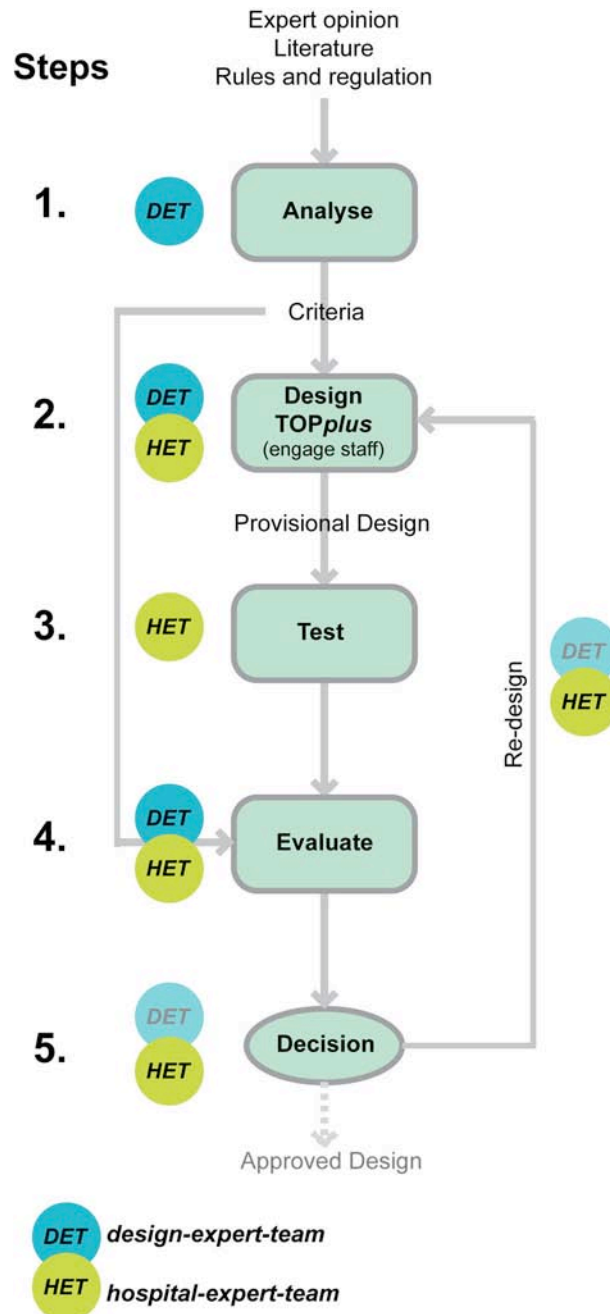 Expert opinion
Literature
Rules and regulation
Steps
1.
DET
Analyse
Criteria
2.
DET
HET
Design
TOPplus
(engage staff)
Provisional Design
3.
HET
Test
DET
HET
Re-design
4.
DET
HET
Evaluate
5.
DET
HET
Decision
Approved Design
DET design-expert-team
HET hospital-expert-team